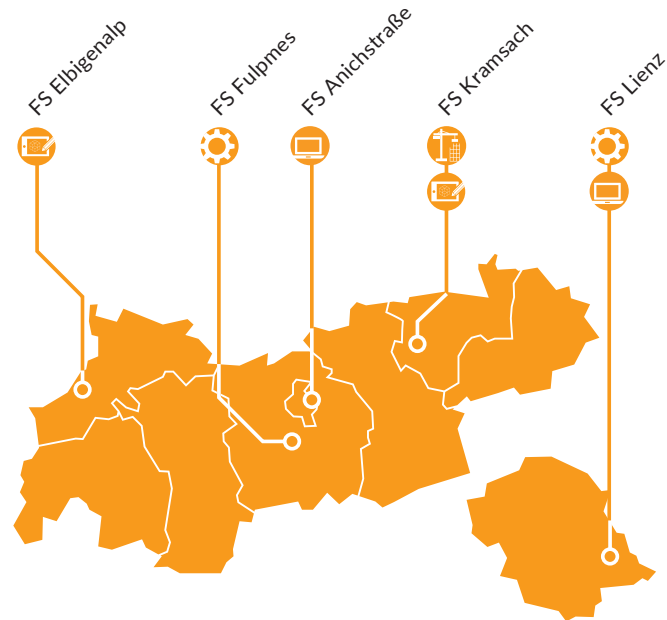 FS Elbigenalp
FS Fulpmes
FS Anichstraße
FS Kramsach
FS Lienz